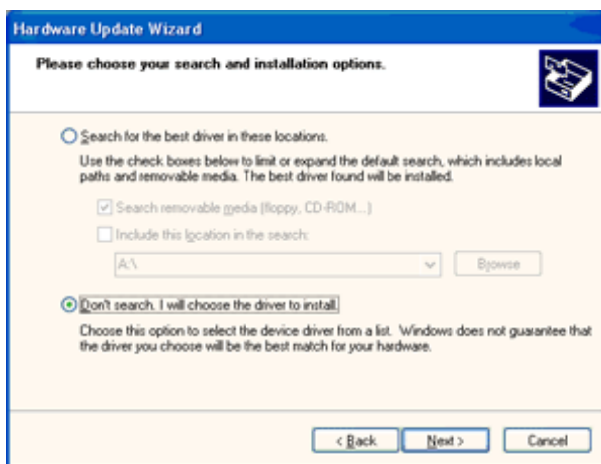 Hardware Update Wizard
Please choose your search and installation options.
Search for the best driver in these locations.
Use the check boxes below to limit or expand the default search, which includes local
paths and removable media. The best driver found will be installed.
Search removable media (floppy, CD-ROM...)
Include this location in the search:
A:\
Browse
Don't search. I will choose the driver to install.
Choose this option to select the device driver from a list. Windows does not guarantee that
the driver you choose will be the best match for your hardware.
< Back
Next >
Cancel